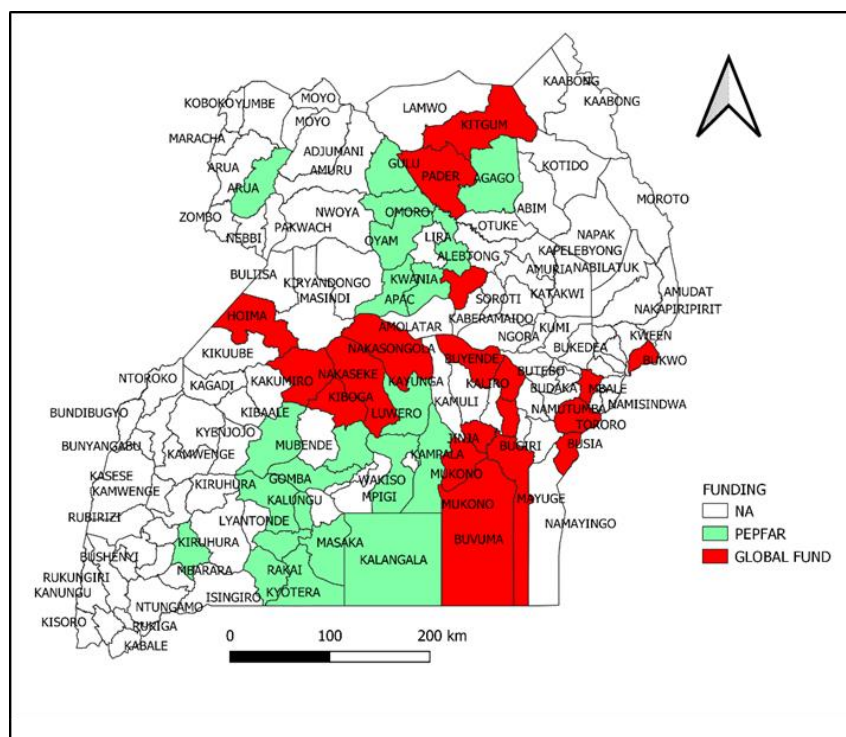 KAABONG
KAABONG
KOBOKO
YUMBE
MOYO
LAMWO
MOYO
KITGUM
MARACHA
ADJUMANI
GULU
KOTIDO
ARUA
AMURU
PADER
AGAGO
ARUA
MOROTO
ZOMBO
NWOYA
OMORO
ABIM
NEBBI
PAKWACH
OYAM
LIRA
OTUKE
NAPAK
ALEBTONG
KAPELEBYONG
BULIISA
KIRYANDONGO
KWANIA
AMURIA
NABILATUK
MASINDI
APAC
SOROTI
KATAKWI
AMUDAT
HOIMA
AMOLATAR
KABERAMAIDO
NAKAPIRIPIRIT
NGORA
KUMI
KWEEN
KIKUUBE
NAKASONGOLA
BUYENDE
BUKEDEA
BUKWO
NTOROKO
KAKUMIRO
NAKASEKE
KAYUNGA
KALIRO
BUTEBO
KAGADI
KIBOGA
KAMULI
BUDAKA
MBALE
BUNDIBUGYO
KIBAALE
LUWERO
NAMUTUMBA
NAMISINDWA
KYENJOJO
MUBENDE
JINJA
TORORO
BUNYANGABU
KAMWENGE
KAMPALA
BUGIRI
BUSIA
KASESE
KIRUHURA
GOMBA
WAKISO
MUKONO
KAMWENGE
KALUNGU
MPIGI
MUKONO
MAYUGE
RUBIRIZI
LYANTONDE
NAMAYINGO
BUSHENYI
KIRUHURA
MASAKA
KALANGALA
BUVUMA
RUKUNGIRI
MBARARA
RAKAI
KANUNGU
ISINGIRO
KYOTERA
NTUNGAMO
KISORO
RUKIGA
KABALE
FUNDING
NA
PEPFAR
GLOBAL FUND
0 100 200 km